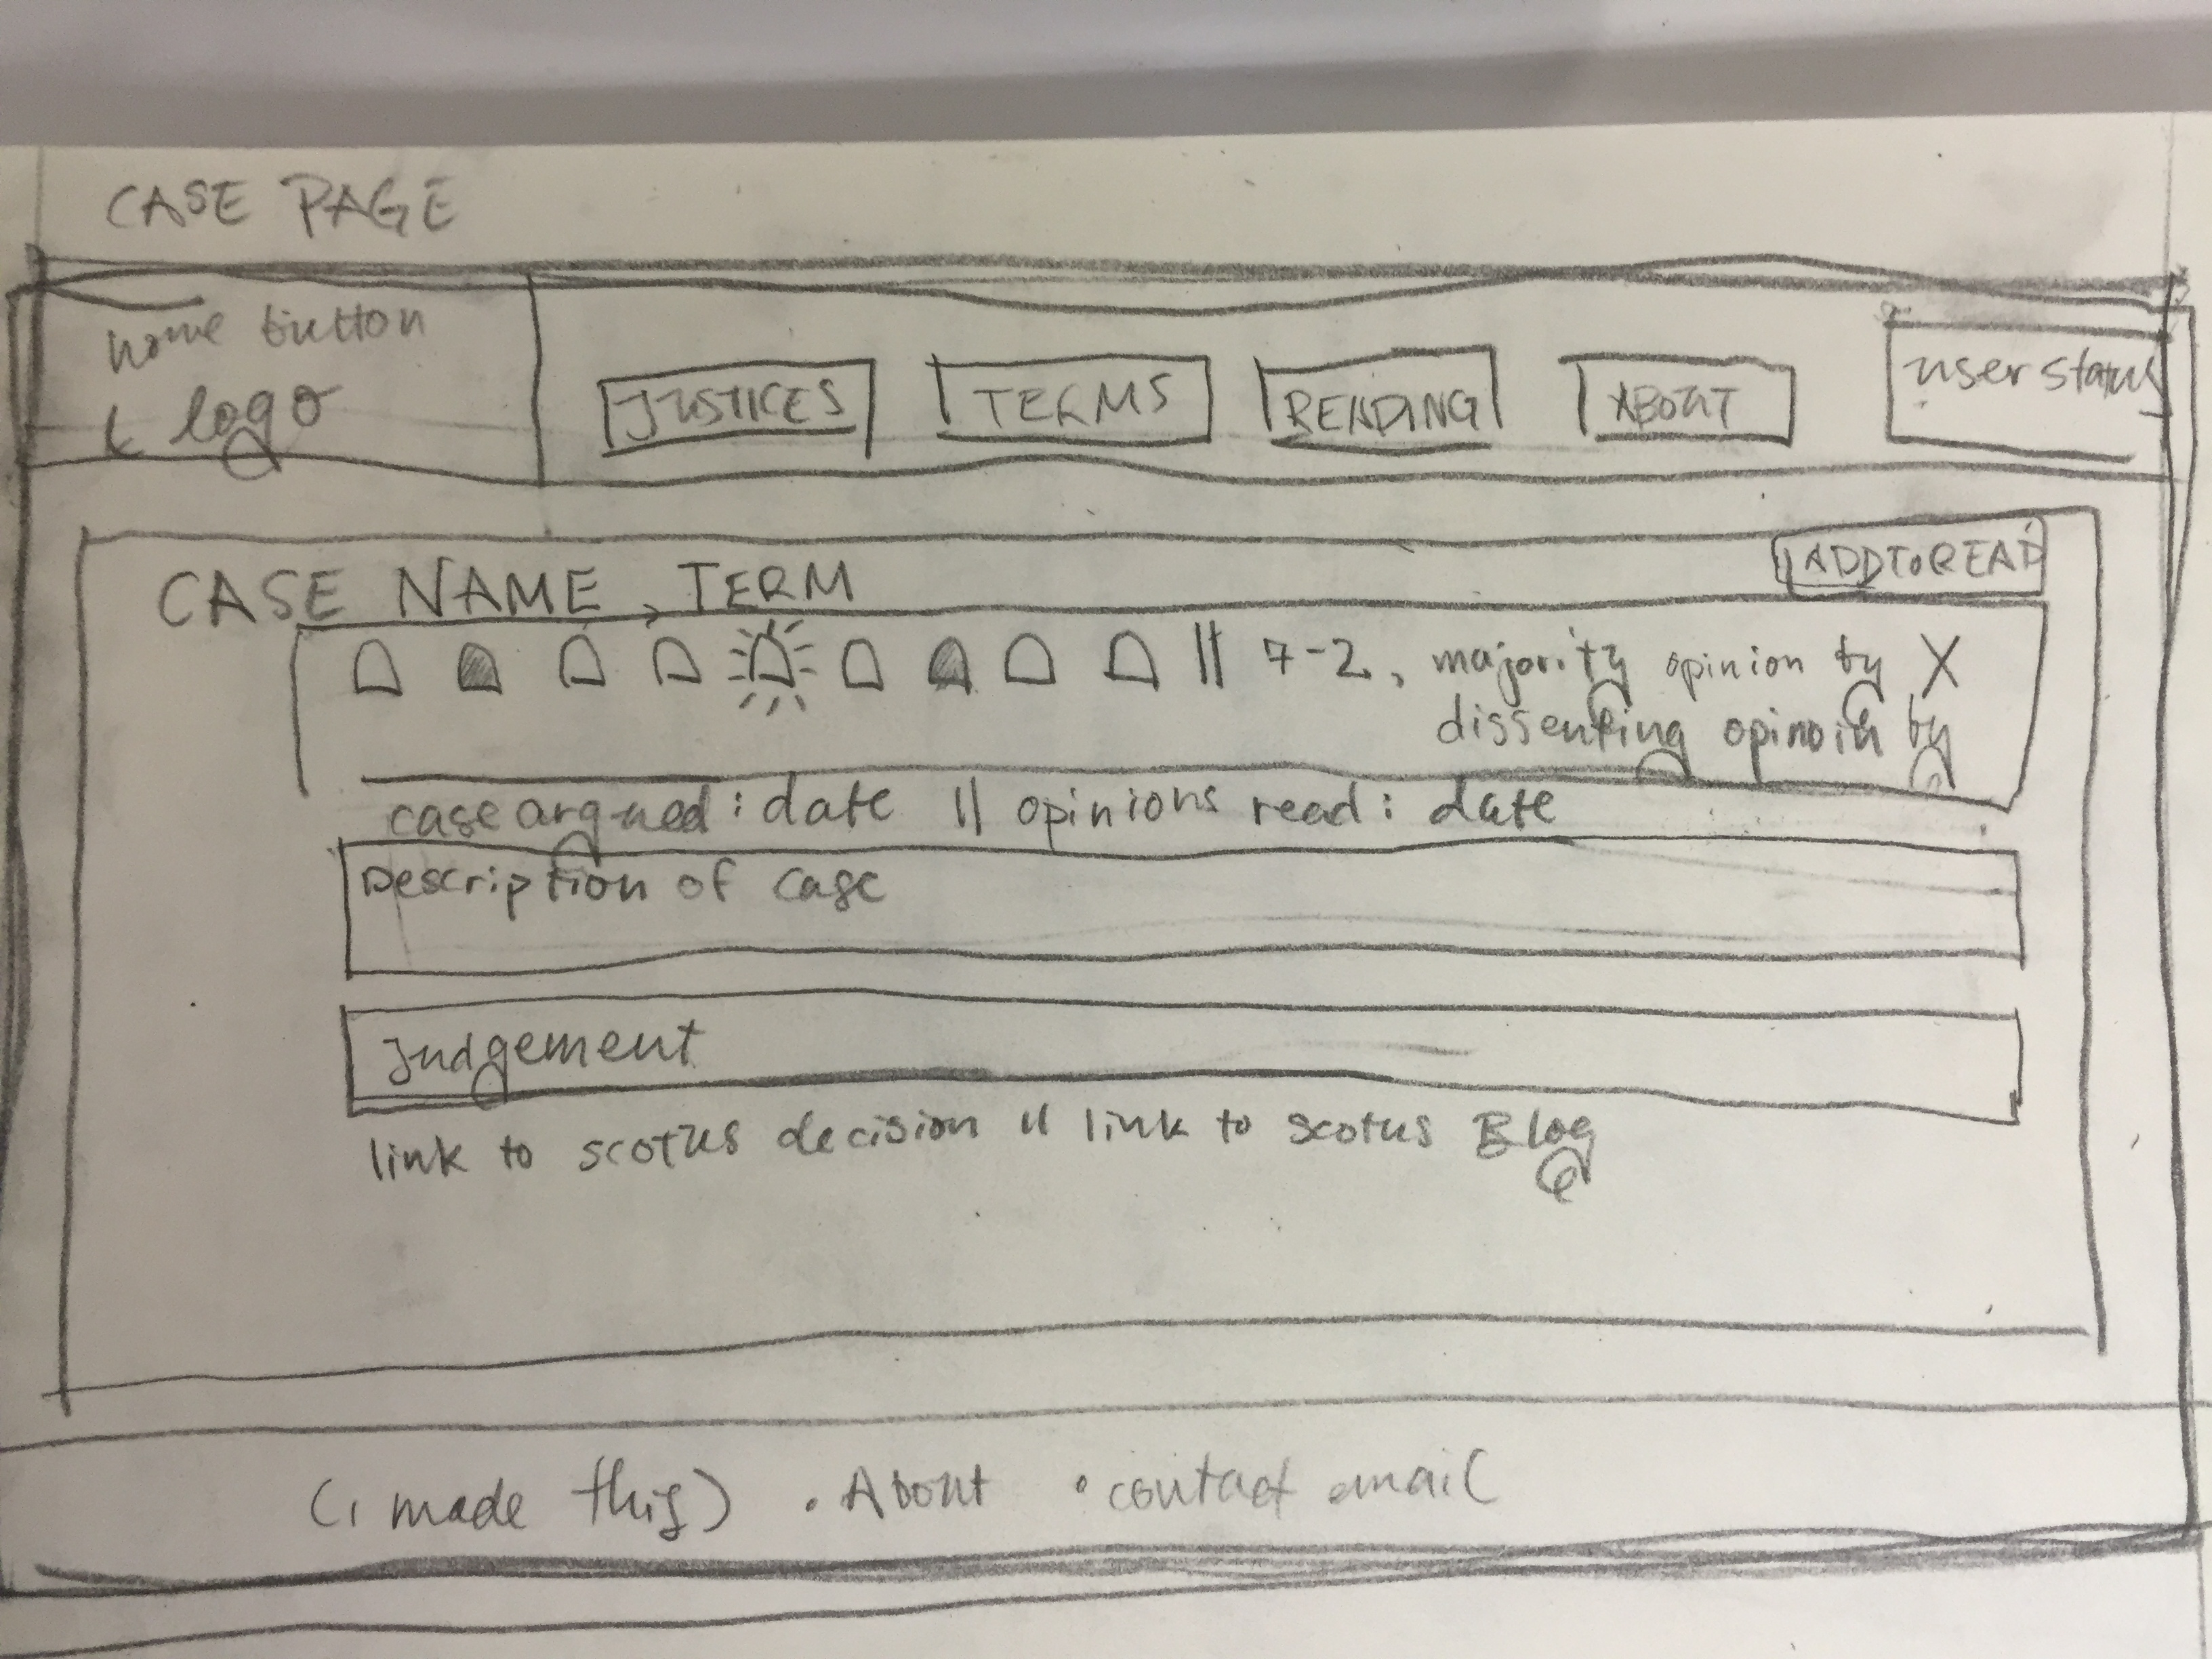 CASE PAGE
home button
& logo
JUSTICES
TERMS
PENDING
ABOUT
user status
CASE NAME, TERM
ADD TO READ
|| 7-2, majority opinion by X
dissenting opinion by
case argued: date || opinions read: date
Description of case
Judgement
link to scotus decision || link to scotus Blog
(i made this) . About . contact email